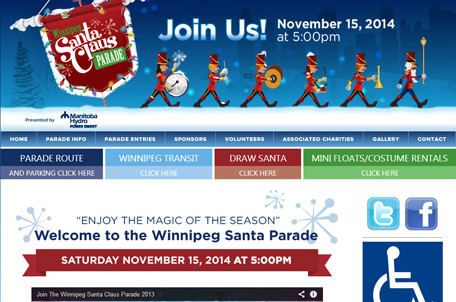 Winnipeg
Santa
Claus
PARADE
Join Us!
November 15, 2014
at 5:00pm
Presented by
Manitoba
Hydro
POWER SMART
HOME
PARADE INFO
PARADE ENTRIES
SPONSORS
VOLUNTEERS
ASSOCIATED CHARITIES
GALLERY
CONTACT
PARADE ROUTE
AND PARKING CLICK HERE
WINNIPEG TRANSIT
CLICK HERE
DRAW SANTA
CLICK HERE
MINI FLOATS/COSTUME RENTALS
CLICK HERE
"ENJOY THE MAGIC OF THE SEASON"
Welcome to the Winnipeg Santa Parade
SATURDAY NOVEMBER 15, 2014 AT 5:00PM
Join The Winnipeg Santa Claus Parade 2013